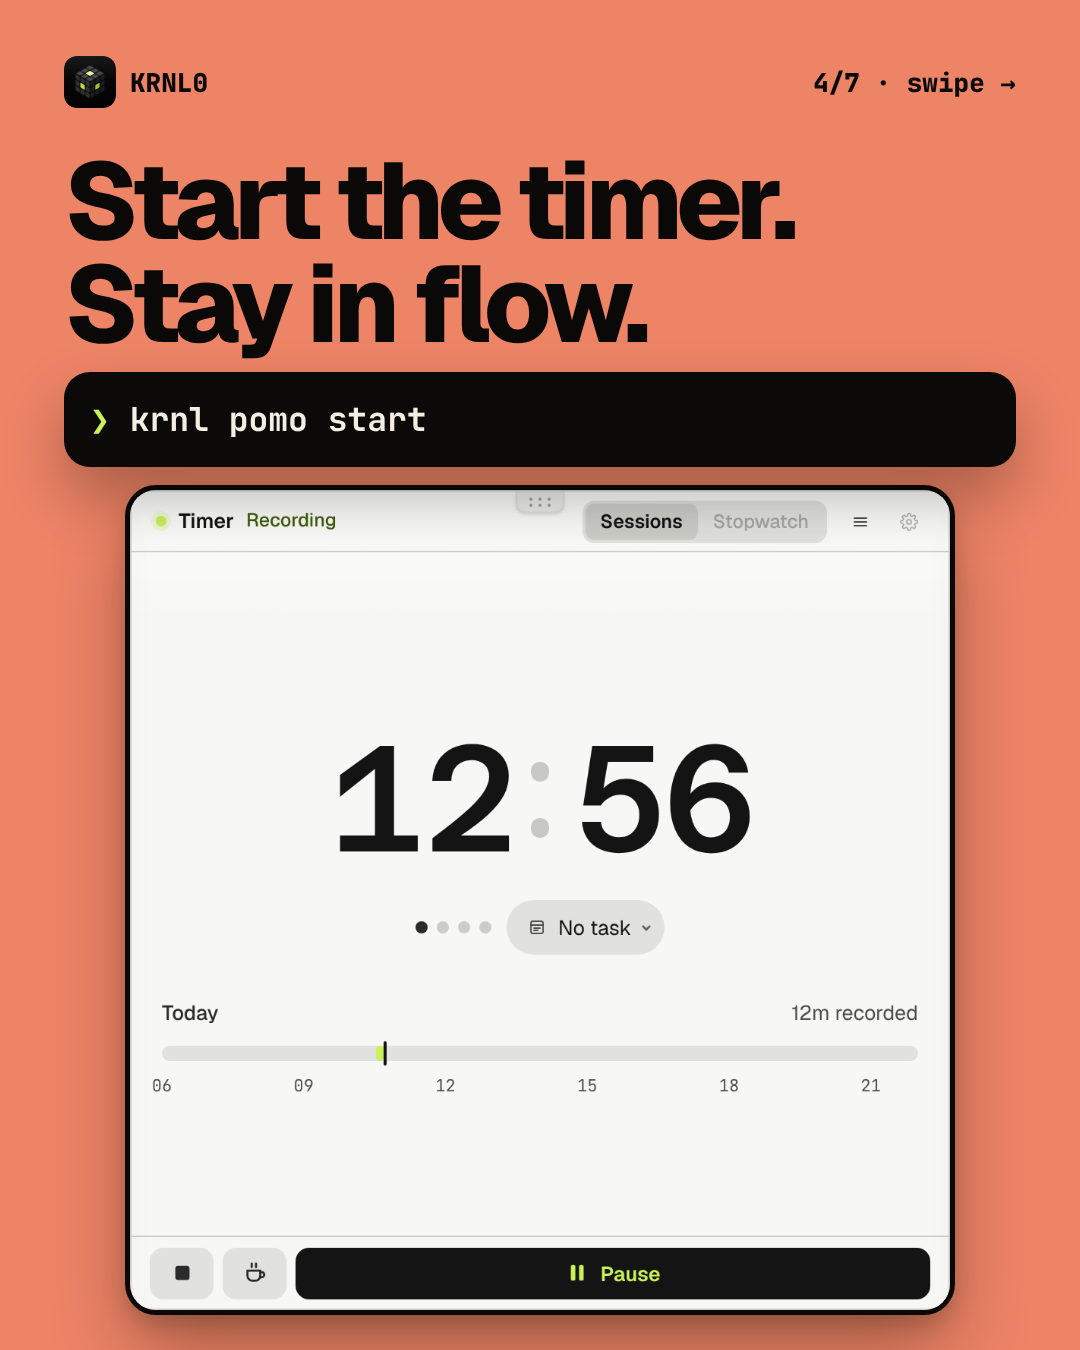 KRNL0
4/7 · swipe →
Start the timer.
Stay in flow.
❯ krnl pomo start
Timer Recording
Sessions Stopwatch
12:56
No task
Today
12m recorded
06 09 12 15 18 21
Pause